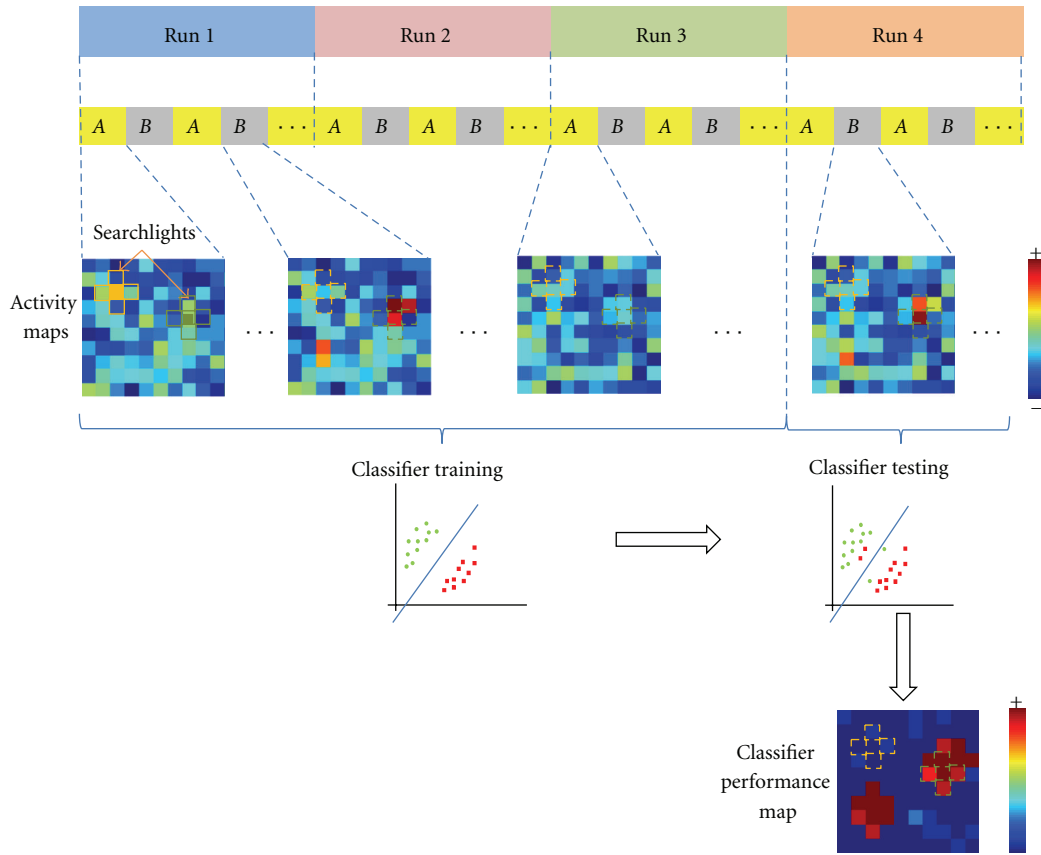 Run 1 Run 2 Run 3 Run 4
A B A B ... A B A B ... A B A B ... A B A B ...
Searchlights
Activity
maps
... ... ... ...
+
−
Classifier training
Classifier testing
Classifier
performance
map
+